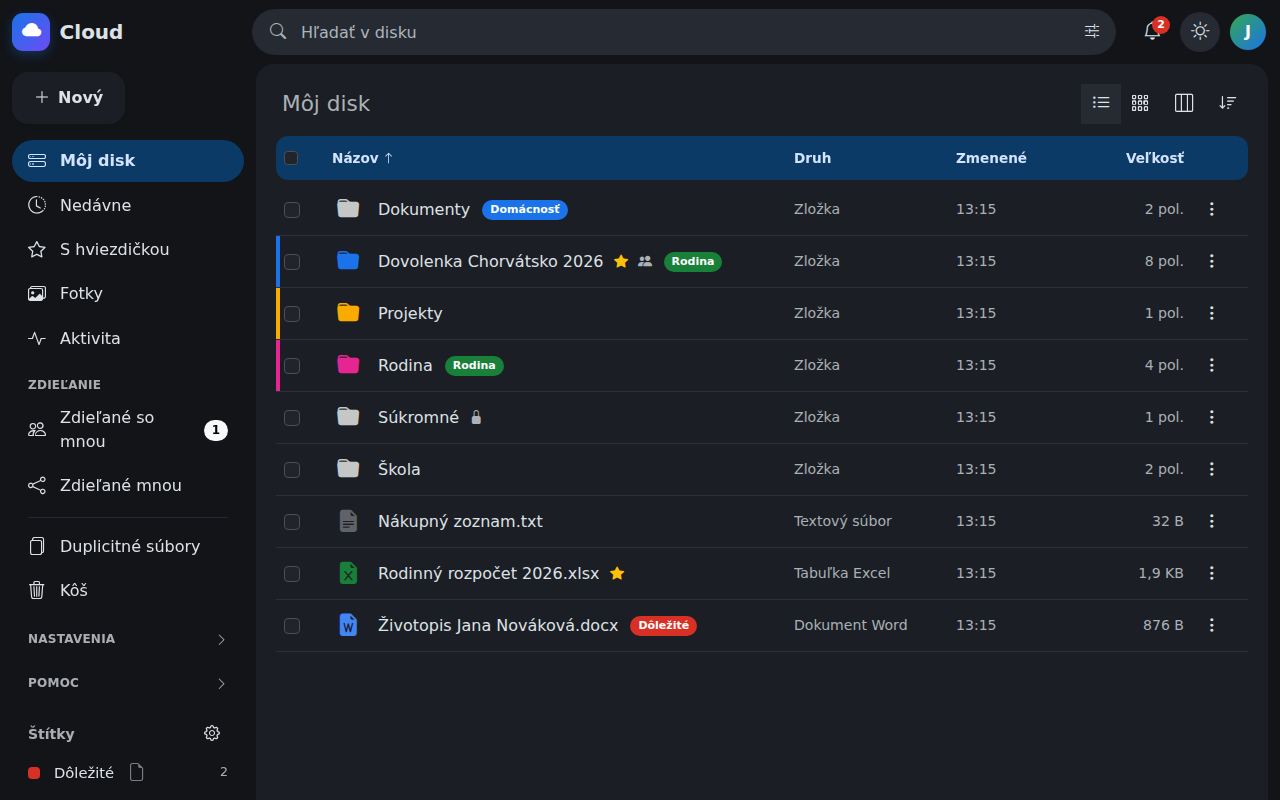 Cloud
Hľadať v disku
2
J
Nový
Môj disk
Nedávne
S hviezdičkou
Fotky
Aktivita
ZDIEĽANIE
Zdieľané so
mnou
1
Zdieľané mnou
Duplicitné súbory
Kôš
NASTAVENIA
POMOC
Štítky
Dôležité 2
Môj disk
Názov ↑ Druh Zmenené Veľkosť
Dokumenty Domácnosť Zložka 13:15 2 pol.
Dovolenka Chorvátsko 2026 Rodina Zložka 13:15 8 pol.
Projekty Zložka 13:15 1 pol.
Rodina Rodina Zložka 13:15 4 pol.
Súkromné Zložka 13:15 1 pol.
Škola Zložka 13:15 2 pol.
Nákupný zoznam.txt Textový súbor 13:15 32 B
Rodinný rozpočet 2026.xlsx Tabuľka Excel 13:15 1,9 KB
Životopis Jana Nováková.docx Dôležité Dokument Word 13:15 876 B